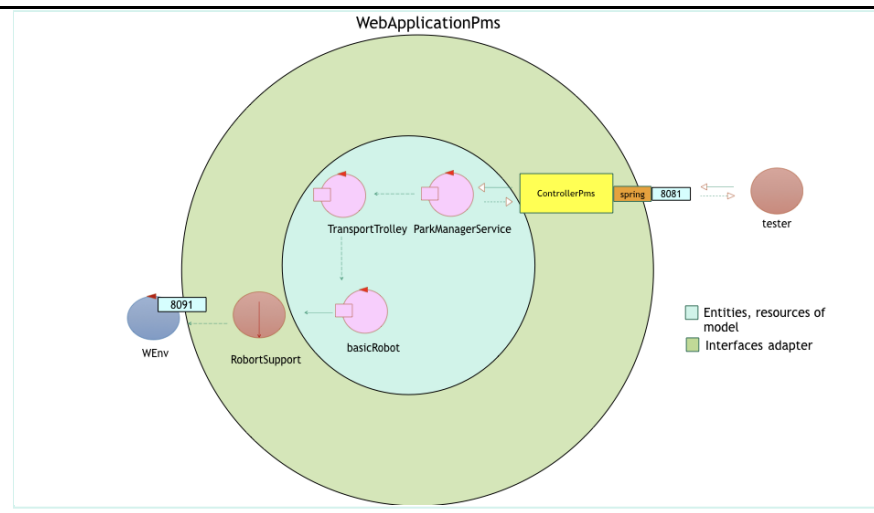 WebApplicationPms
ControllerPms
spring
8081
tester
TransportTrolley
ParkManagerService
8091
WEnv
RobortSupport
basicRobot
Entities, resources of
model
Interfaces adapter